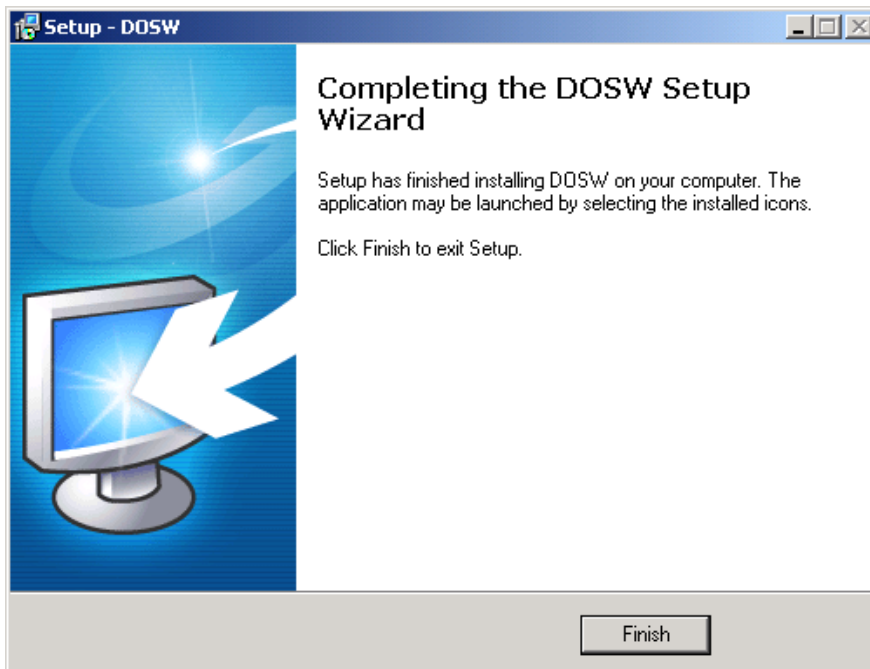 Setup - DOSW
Completing the DOSW Setup
Wizard
Setup has finished installing DOSW on your computer. The
application may be launched by selecting the installed icons.
Click Finish to exit Setup.
Finish